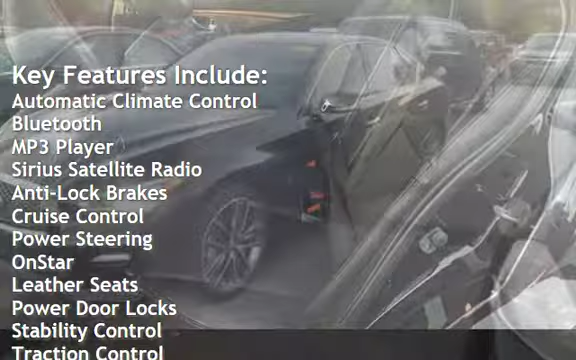 Key Features Include:
Automatic Climate Control
Bluetooth
MP3 Player
Sirius Satellite Radio
Anti-Lock Brakes
Cruise Control
Power Steering
OnStar
Leather Seats
Power Door Locks
Stability Control
Traction Control